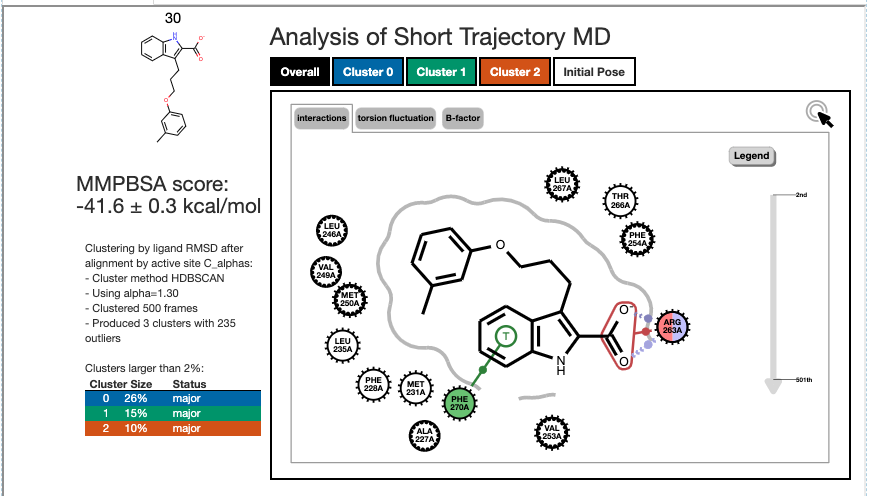 30
NH
O-
O
O
MMPBSA score:
-41.6 ± 0.3 kcal/mol
Clustering by ligand RMSD after
alignment by active site C_alphas:
- Cluster method HDBSCAN
- Using alpha=1.30
- Clustered 500 frames
- Produced 3 clusters with 235
outliers
Clusters larger than 2%:
Cluster Size Status
0 26% major
1 15% major
2 10% major
Analysis of Short Trajectory MD
Overall Cluster 0 Cluster 1 Cluster 2 Initial Pose
interactions torsion fluctuation B-factor
Legend
2nd
501th
LEU
267A
THR
266A
PHE
254A
LEU
246A
VAL
249A
MET
250A
LEU
235A
PHE
228A
MET
231A
PHE
270A
ALA
227A
VAL
253A
ARG
263A
O
T
O-
O
N
H